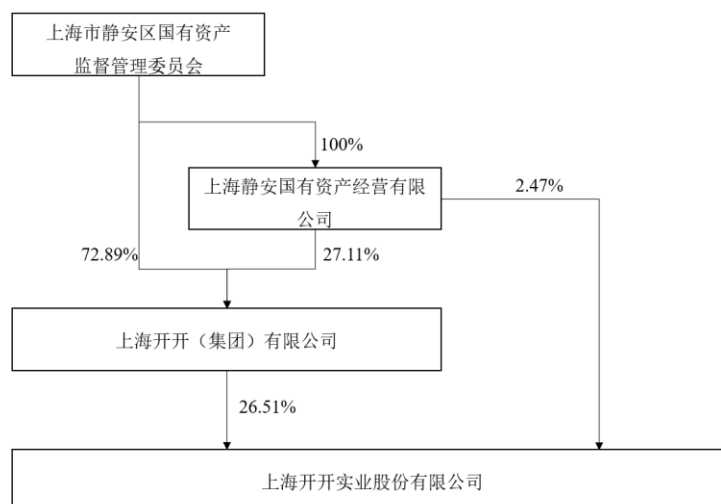 上海市静安区国有资产
监督管理委员会
100%
上海静安国有资产经营有限
公司
2.47%
72.89%
27.11%
上海开开（集团）有限公司
26.51%
上海开开实业股份有限公司